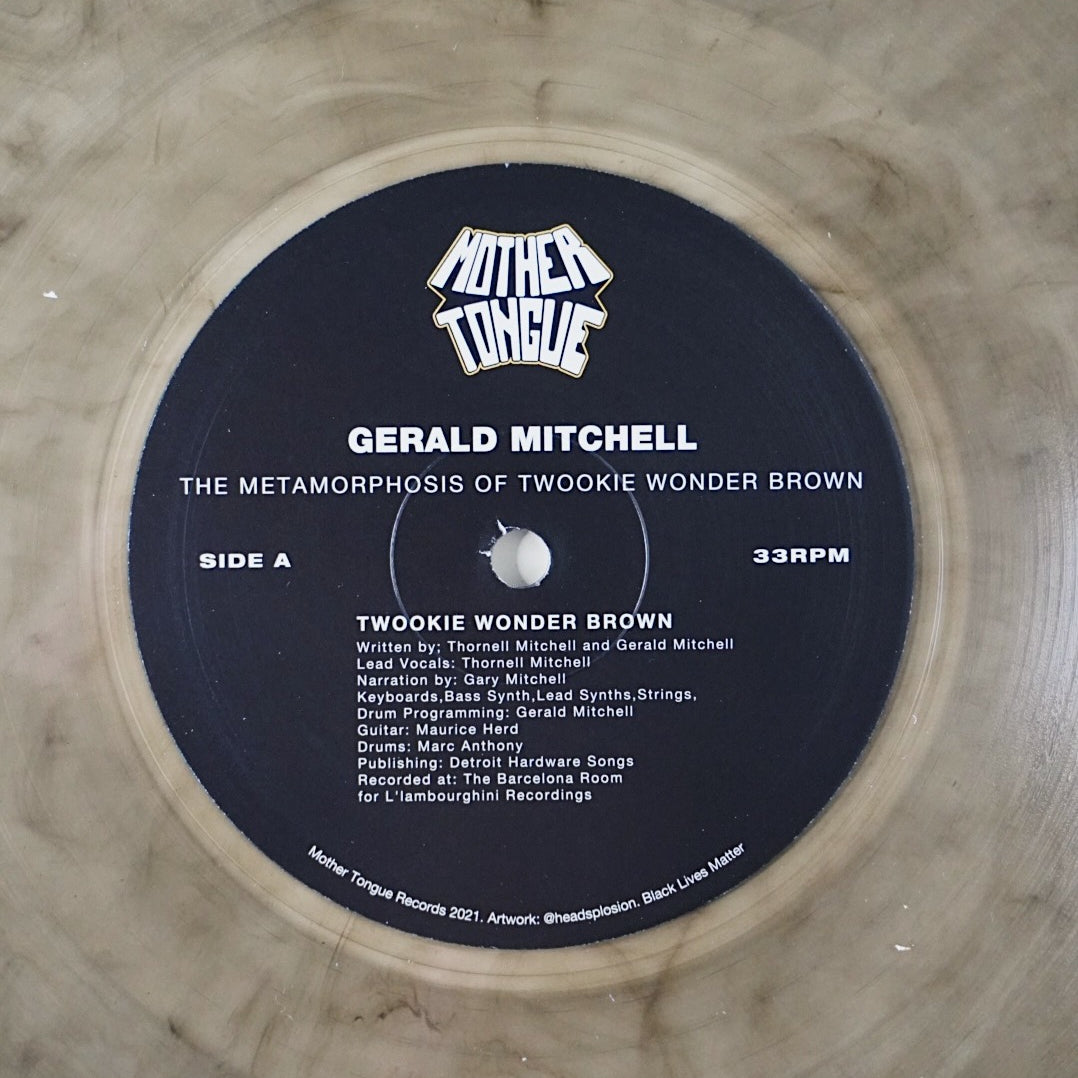 MOTHER
TONGUE
GERALD MITCHELL
THE METAMORPHOSIS OF TWOOKIE WONDER BROWN
SIDE A
33RPM
TWOOKIE WONDER BROWN
Written by; Thornell Mitchell and Gerald Mitchell
Lead Vocals: Thornell Mitchell
Narration by: Gary Mitchell
Keyboards,Bass Synth,Lead Synths,Strings,
Drum Programming: Gerald Mitchell
Guitar: Maurice Herd
Drums: Marc Anthony
Publishing: Detroit Hardware Songs
Recorded at: The Barcelona Room
for L'lambourghini Recordings
Mother Tongue Records 2021. Artwork: @headsplosion. Black Lives Matter